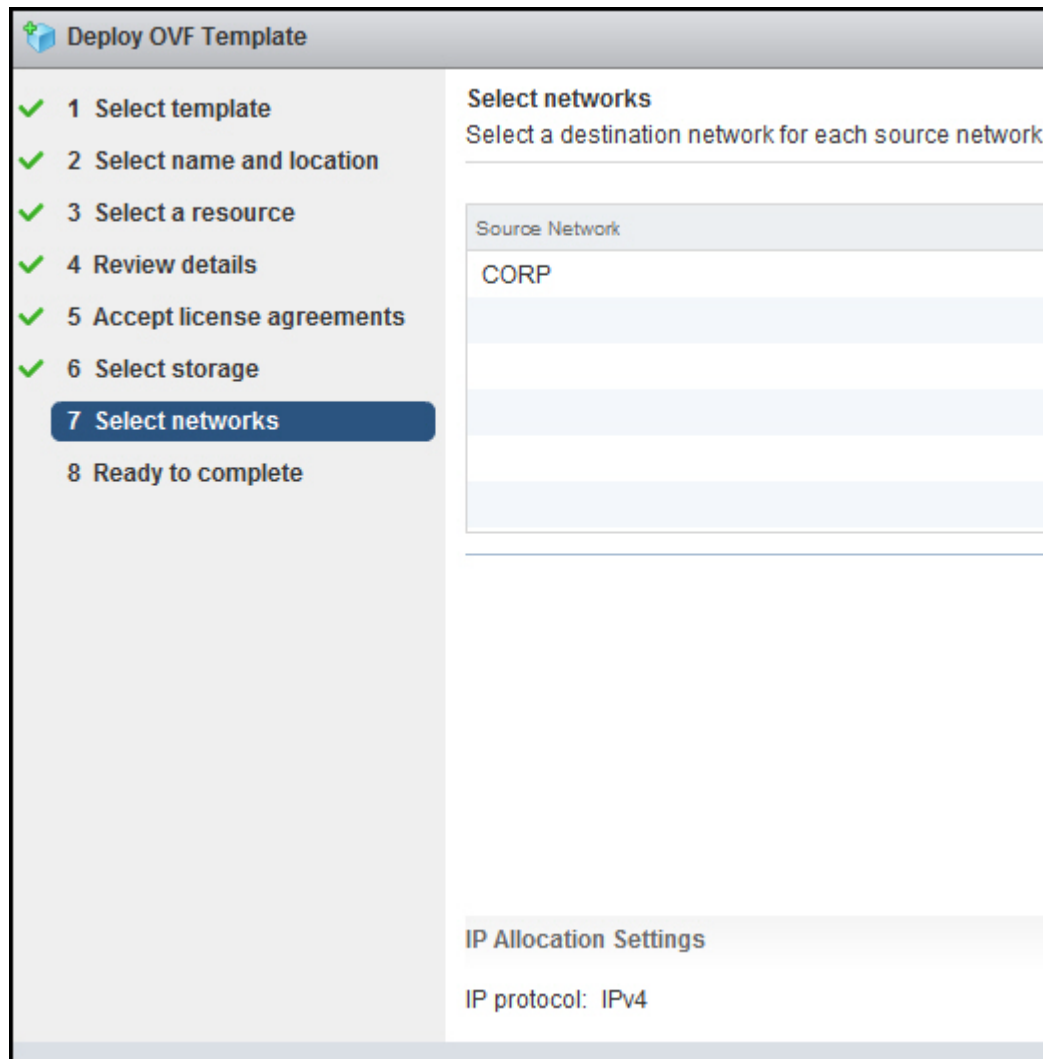 Deploy OVF Template
1 Select template
2 Select name and location
3 Select a resource
4 Review details
5 Accept license agreements
6 Select storage
7 Select networks
8 Ready to complete
Select networks
Select a destination network for each source network
Source Network
CORP
IP Allocation Settings
IP protocol: IPv4